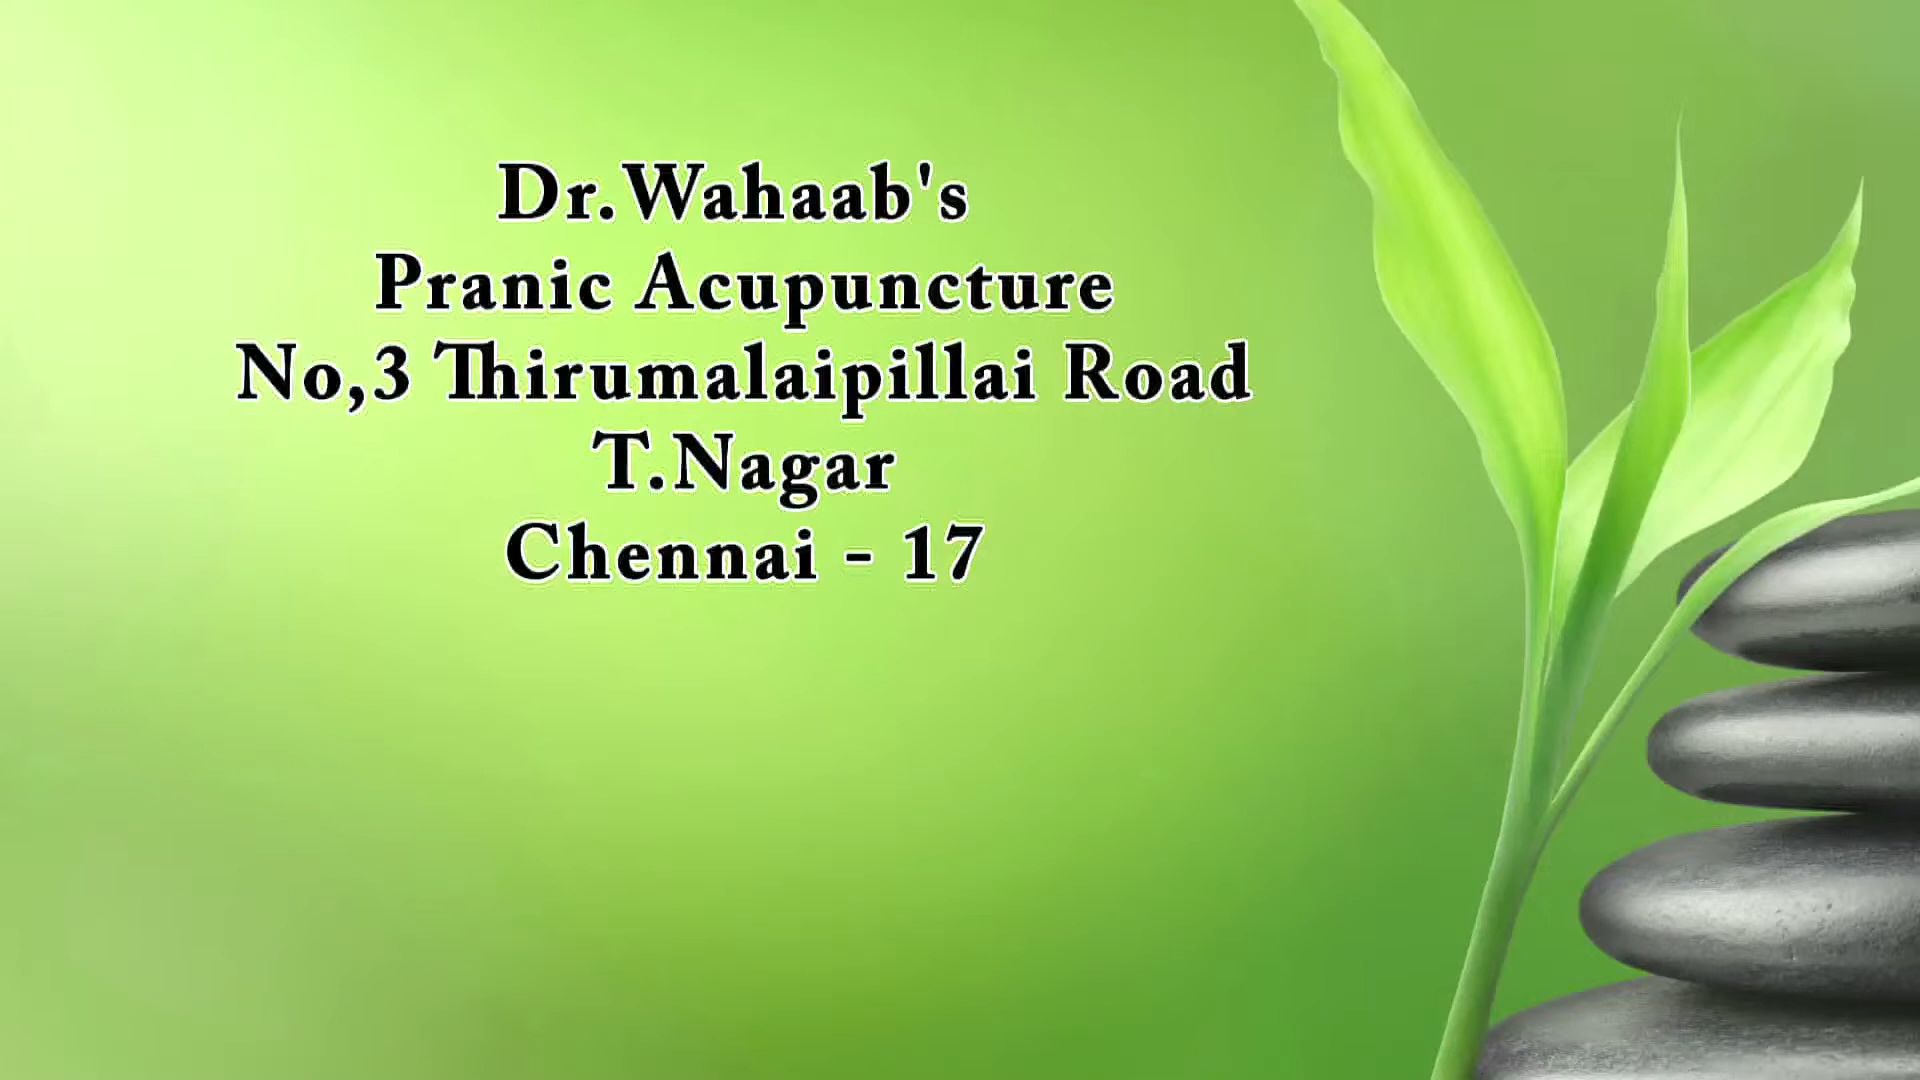 Dr.Wahaab's
Pranic Acupuncture
No,3 Thirumalaipillai Road
T.Nagar
Chennai - 17